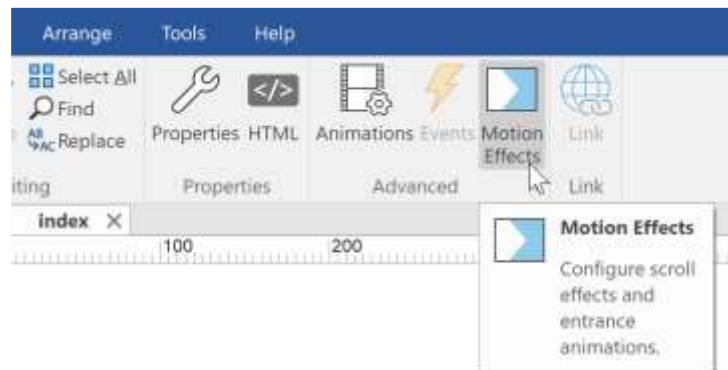 Arrange Tools Help
Select All
Find
Replace
Properties HTML Animations Events Motion Effects Link
Properties Advanced Link
index
100 200
Motion Effects
Configure scroll
effects and
entrance
animations.